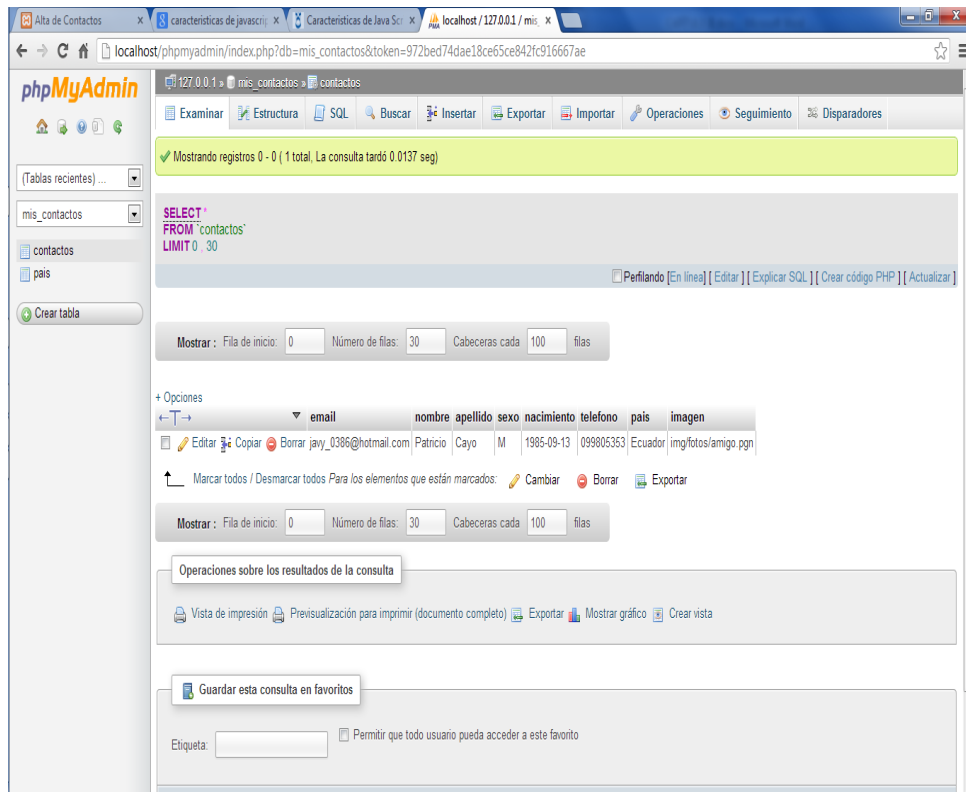 Alta de Contactos
caracteristicas de javascrip
Caracteristicas de Java Scr
localhost / 127.0.0.1 / mis_
localhost/phpmyadmin/index.php?db=mis_contactos&token=972bed74dae18ce65ce842fc916667ae
phpMyAdmin
(Tablas recientes) ...
mis_contactos
contactos
pais
Crear tabla
127.0.0.1 » mis_contactos » contactos
Examinar Estructura SQL Buscar Insertar Exportar Importar Operaciones Seguimiento Disparadores
Mostrando registros 0 - 0 ( 1 total, La consulta tardó 0.0137 seg)
SELECT *
FROM `contactos`
LIMIT 0 , 30
Perfilando [En línea] [ Editar ] [ Explicar SQL ] [ Crear código PHP ] [ Actualizar ]
Mostrar : Fila de inicio: 0 Número de filas: 30 Cabeceras cada 100 filas
+ Opciones
←T→ email nombre apellido sexo nacimiento telefono pais imagen
Editar Copiar Borrar javy_0386@hotmail.com Patricio Cayo M 1985-09-13 099805353 Ecuador img/fotos/amigo.pgn
Marcar todos / Desmarcar todos Para los elementos que están marcados: Cambiar Borrar Exportar
Mostrar : Fila de inicio: 0 Número de filas: 30 Cabeceras cada 100 filas
Operaciones sobre los resultados de la consulta
Vista de impresión Previsualización para imprimir (documento completo) Exportar Mostrar gráfico Crear vista
Guardar esta consulta en favoritos
Etiqueta: Permitir que todo usuario pueda acceder a este favorito